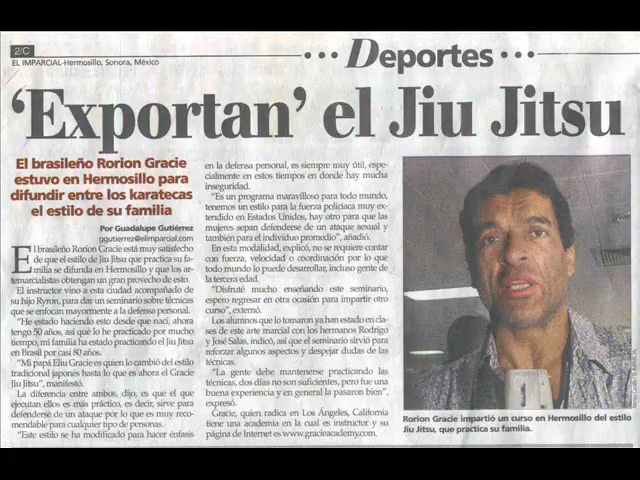 2/C
EL IMPARCIAL-Hermosillo, Sonora, México
Deportes
‘Exportan’ el Jiu Jitsu
El brasileño Rorion Gracie
estuvo en Hermosillo para
difundir entre los karatecas
el estilo de su familia
Por Guadalupe Gutiérrez
ggutierrez@elimparcial.com
El brasileño Rorion Gracie está muy satisfecho
de que el estilo de Jiu Jitsu que practica su fa-
milia se difunda en Hermosillo y que los ar-
temarcialistas obtengan un gran provecho de esto.
El instructor vino a esta ciudad acompañado de
su hijo Ryron, para dar un seminario sobre técnicas
que se enfocan mayormente a la defensa personal.
“He estado haciendo esto desde que nací, ahora
tengo 50 años, así que lo he practicado por mucho
tiempo, mi familia ha estado practicando el Jiu Jitsu
en Brasil por casi 80 años.
“Mi papá Eliu Gracie es quien lo cambió del estilo
tradicional japonés hasta lo que es ahora el Gracie
Jiu Jitsu”, manifestó.
La diferencia entre ambos, dijo, es que el que
ejecutan ellos es más práctico, es decir, sirve para
defenderse de un ataque por lo que es muy reco-
mendable para cualquier tipo de personas.
“Este estilo se ha modificado para hacer énfasis
en la defensa personal, es siempre muy útil, espe-
cialmente en estos tiempos en donde hay mucha
inseguridad.
“Es un programa maravilloso para todo mundo,
tenemos un estilo para la fuerza policiaca muy ex-
tendido en Estados Unidos, hay otro para que las
mujeres sepan defenderse de un ataque sexual y
también para el individuo promedio”, añadió.
En esta modalidad, explicó, no se requiere contar
con fuerza, velocidad o coordinación por lo que
todo mundo lo puede desarrollar, incluso gente de
la tercera edad.
“Disfruté mucho enseñando este seminario,
espero regresar en otra ocasión para impartir otro
curso”, externó.
Los alumnos que lo tomaron ya han estado en cla-
ses de este arte marcial con los hermanos Rodrigo
y José Salas, indicó, así que el seminario sirvió para
reforzar algunos aspectos y despejar dudas de las
técnicas.
“La gente debe mantenerse practicando las
técnicas, dos días no son suficientes, pero fue una
buena experiencia y en general la pasaron bien”,
expresó.
Gracie, quien radica en Los Ángeles, California
tiene una academia en la cual es instructor y su
página de Internet es www.gracieacademy.com.
Rorion Gracie impartió un curso en Hermosillo del estilo
Jiu Jitsu, que practica su familia.